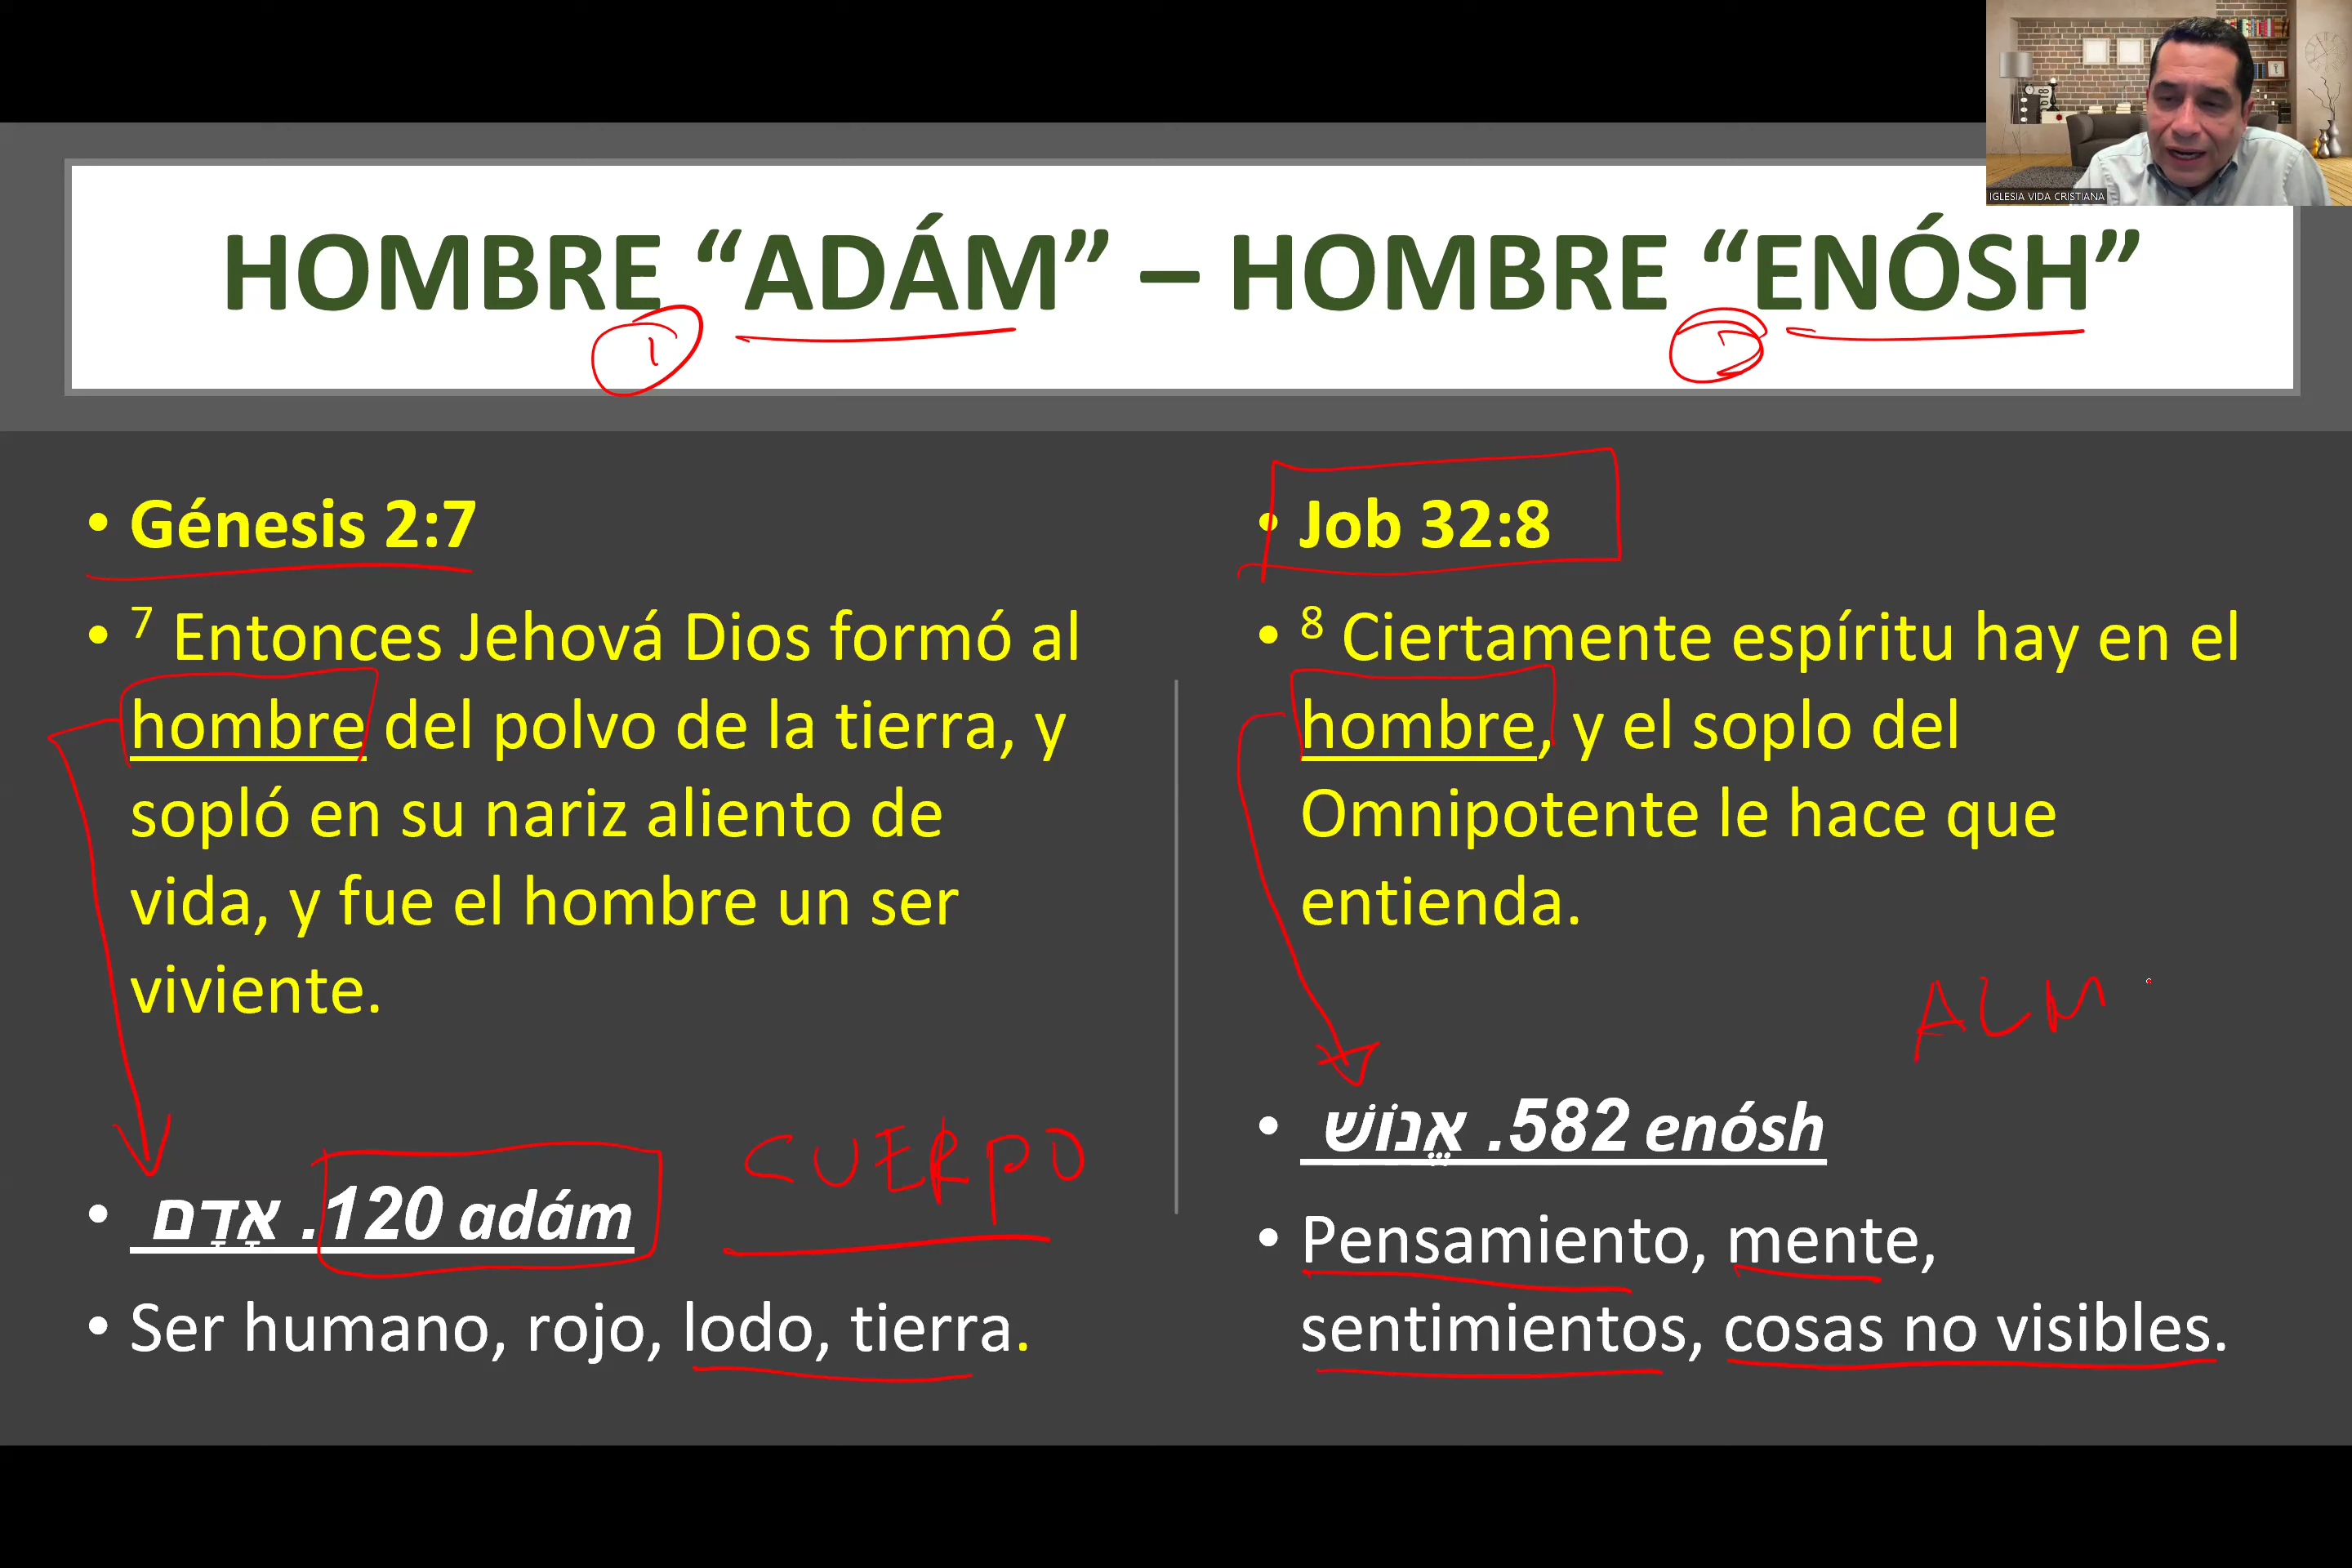 IGLESIA VIDA CRISTIANA
HOMBRE “ADÁM” – HOMBRE “ENÓSH”
1
2
• Génesis 2:7
• 7 Entonces Jehová Dios formó al
hombre del polvo de la tierra, y
sopló en su nariz aliento de
vida, y fue el hombre un ser
viviente.
• אָדָם .120 adám
CUERPO
• Ser humano, rojo, lodo, tierra.
• Job 32:8
• 8 Ciertamente espíritu hay en el
hombre, y el soplo del
Omnipotente le hace que
entienda.
ALM
• אֱנוֹשׁ .582 enósh
• Pensamiento, mente,
sentimientos, cosas no visibles.